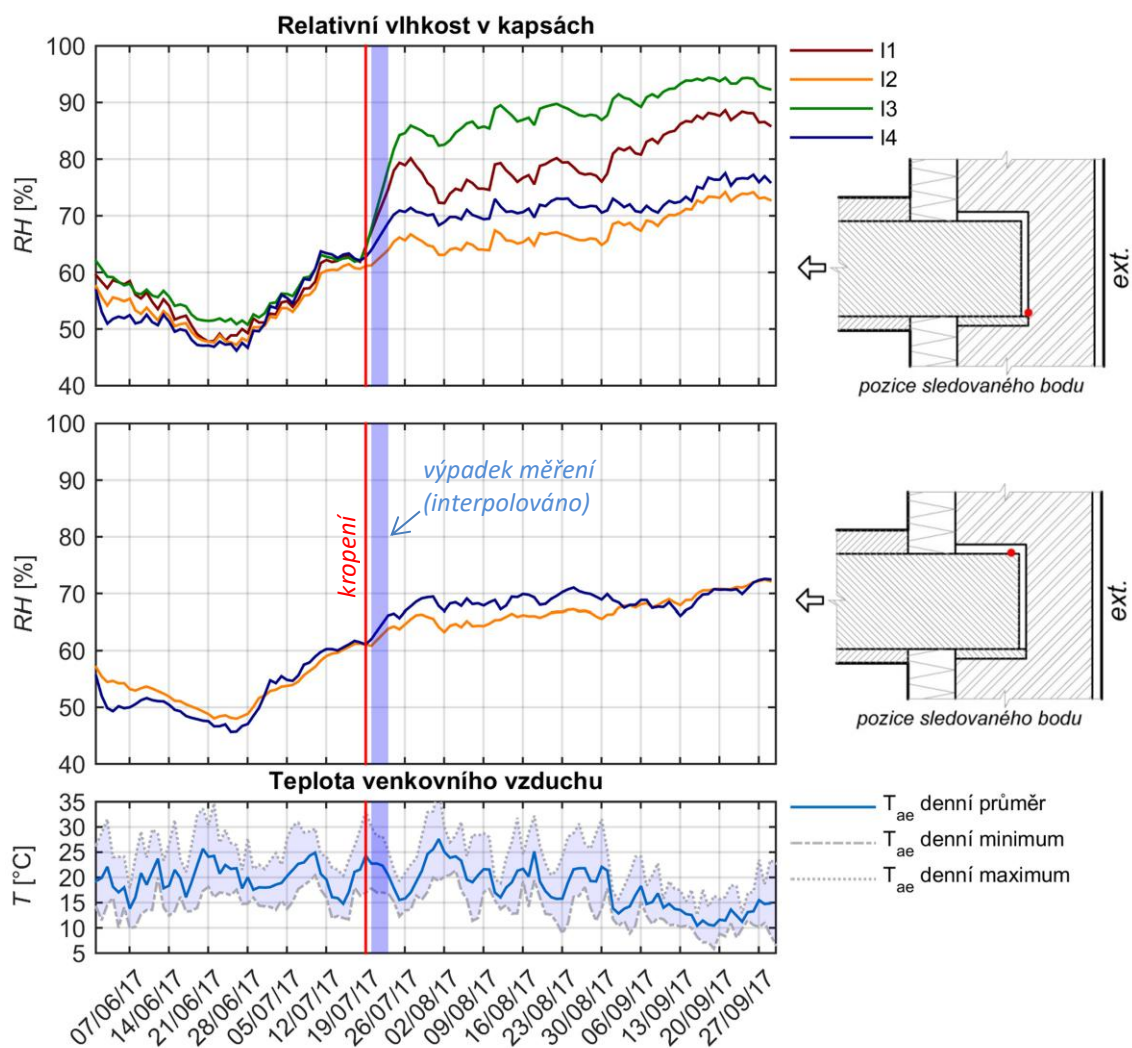 Relativní vlhkost v kapsách
100
90
80
70
60
50
40
RH [%]
I1
I2
I3
I4
ext.
pozice sledovaného bodu
100
90
80
70
60
50
40
RH [%]
kropení
výpadek měření
(interpolováno)
ext.
pozice sledovaného bodu
Teplota venkovního vzduchu
35
30
25
20
15
10
5
T [°C]
T_ae denní průměr
T_ae denní minimum
T_ae denní maximum
07/06/17
14/06/17
21/06/17
28/06/17
05/07/17
12/07/17
19/07/17
26/07/17
02/08/17
09/08/17
16/08/17
23/08/17
30/08/17
06/09/17
13/09/17
20/09/17
27/09/17